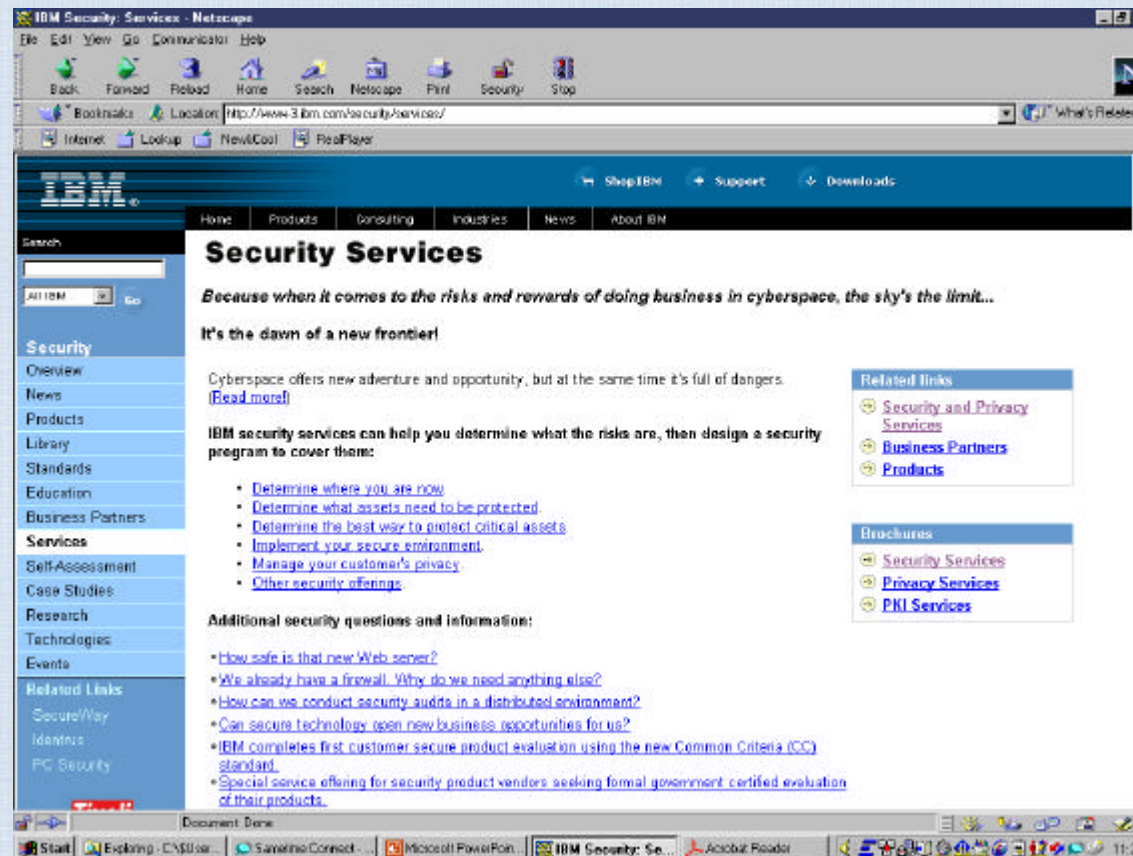 IBM Security: Services - Netscape
File Edit View Go Communicator Help
Back Forward Reload Home Search Netscape Print Security Stop
Bookmarks Location: http://www-3.ibm.com/security/services/ What's Related
Internet Lookup New&Cool RealPlayer
IBM
ShopIBM Support Downloads
Home Products Consulting Industries News About IBM
Search
All IBM Go
Security
Overview
News
Products
Library
Standards
Education
Business Partners
Services
Self-Assessment
Case Studies
Research
Technologies
Events
Related Links
SecureWay
Identrus
PC Security
Tivoli
Security Services
Because when it comes to the risks and rewards of doing business in cyberspace, the sky's the limit...
It's the dawn of a new frontier!
Cyberspace offers new adventure and opportunity, but at the same time it's full of dangers.
(Read more!)
IBM security services can help you determine what the risks are, then design a security
program to cover them:
• Determine where you are now.
• Determine what assets need to be protected.
• Determine the best way to protect critical assets.
• Implement your secure environment.
• Manage your customer's privacy.
• Other security offerings.
Additional security questions and information:
•How safe is that new Web server?
•We already have a firewall. Why do we need anything else?
•How can we conduct security audits in a distributed environment?
•Can secure technology open new business opportunities for us?
•IBM completes first customer secure product evaluation using the new Common Criteria (CC)
standard.
•Special service offering for security product vendors seeking formal government certified evaluation
of their products.
Related links
Security and Privacy
Services
Business Partners
Products
Brochures
Security Services
Privacy Services
PKI Services
Document: Done
Start Exploring - C:\$User... Sametime Connect - ... Microsoft PowerPoin... IBM Security: Se... Acrobat Reader